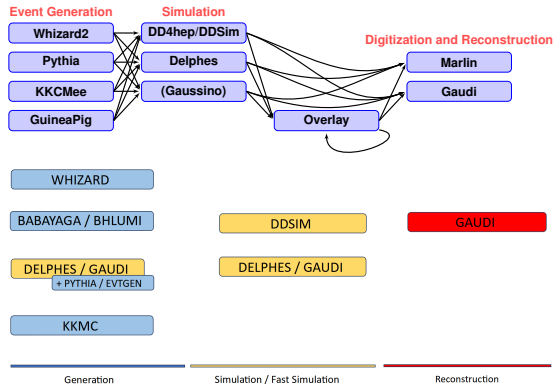 Event Generation
Simulation
Digitization and Reconstruction
Whizard2
DD4hep/DDSim
Pythia
Delphes
Marlin
KKCMee
(Gaussino)
Gaudi
GuineaPig
Overlay
WHIZARD
BABAYAGA / BHLUMI
DDSIM
GAUDI
DELPHES / GAUDI
+ PYTHIA / EVTGEN
DELPHES / GAUDI
KKMC
Generation
Simulation / Fast Simulation
Reconstruction